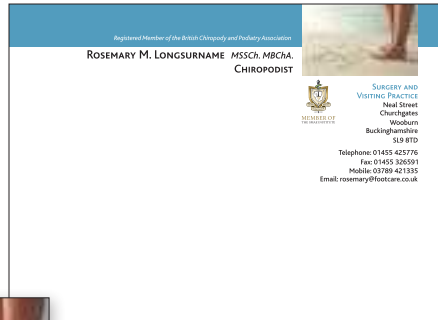 Registered Member of the British Chiropody and Podiatry Association
Rosemary M. Longsurname MSSCh. MBChA.
Chiropodist
MEMBER OF
Surgery and
Visiting Practice
Neal Street
Churchgates
Wooburn
Buckinghamshire
SL9 8TD
Telephone: 01455 425776
Fax: 01455 326591
Mobile: 03789 421335
Email: rosemary@footcare.co.uk